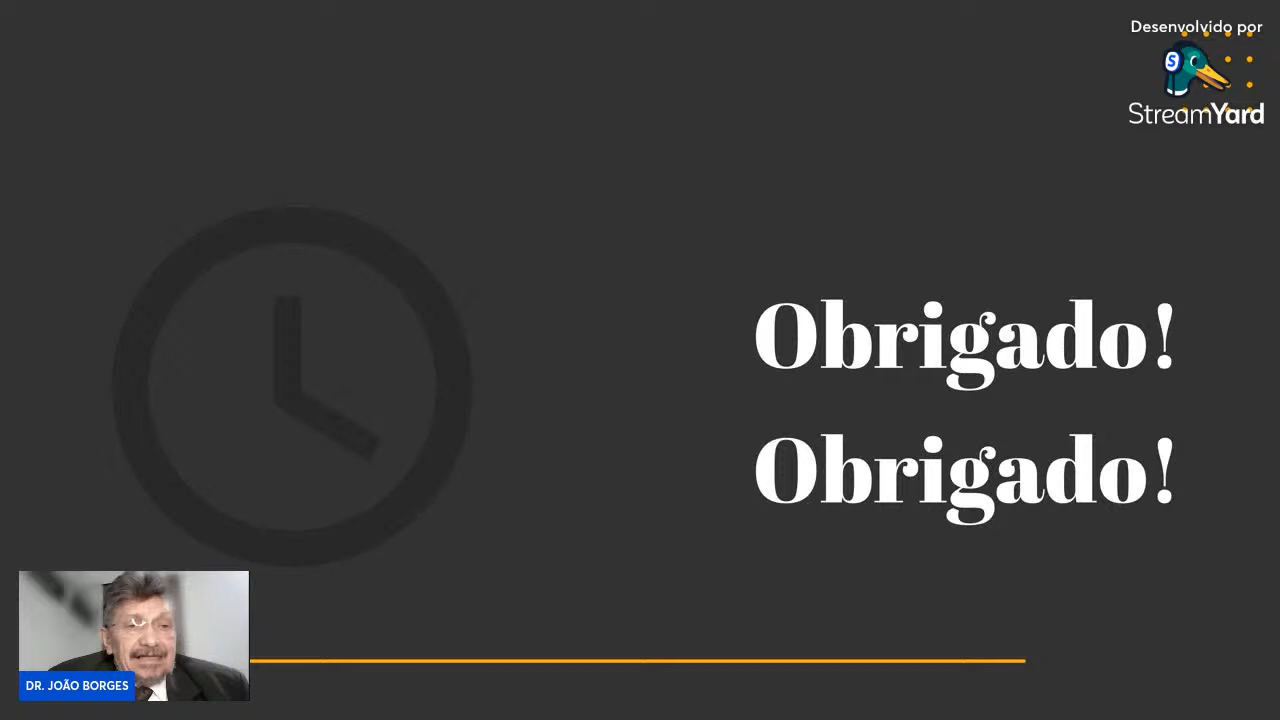 Desenvolvido por
StreamYard
Obrigado!
Obrigado!
DR. JOÃO BORGES